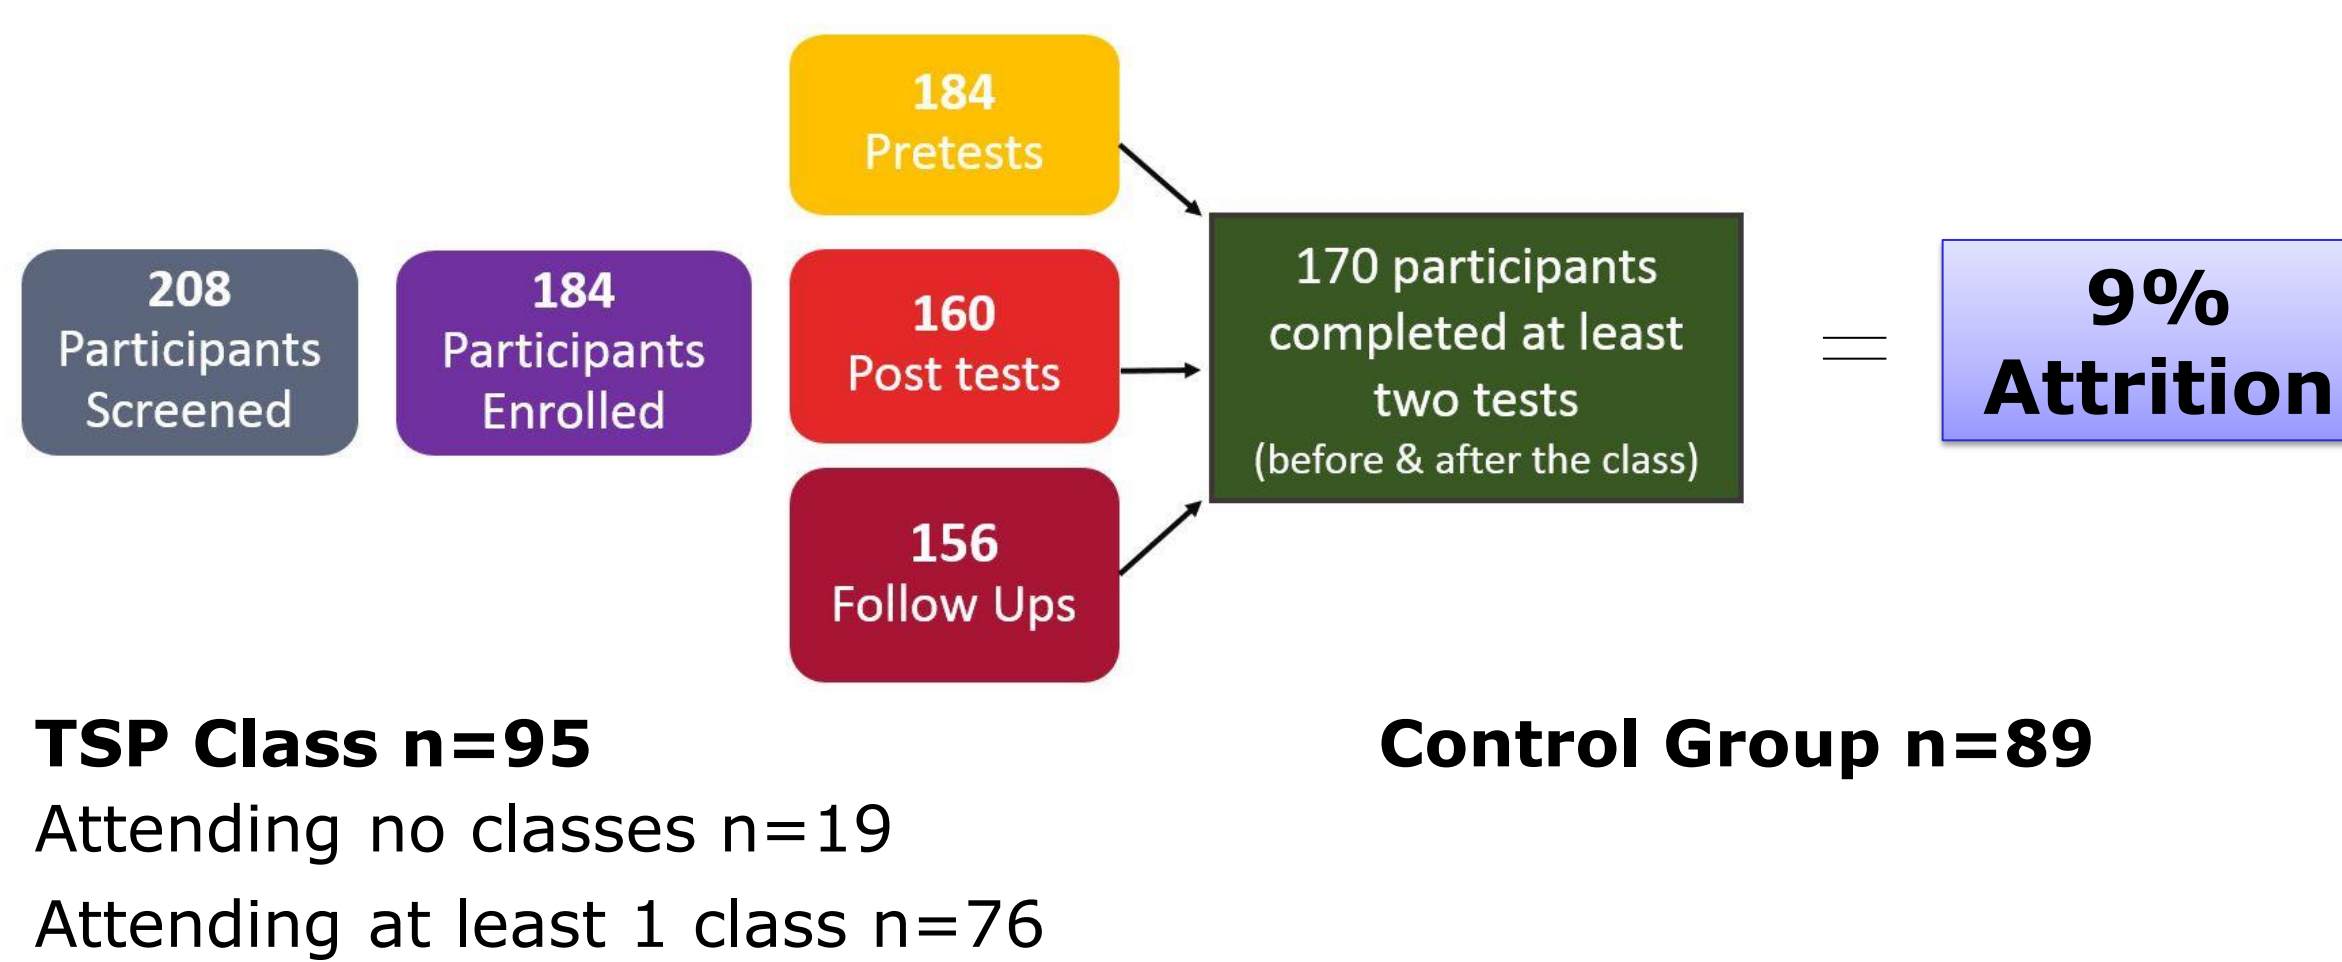 208
Participants
Screened
184
Participants
Enrolled
184
Pretests
160
Post tests
156
Follow Ups
170 participants
completed at least
two tests
(before & after the class)
=
9%
Attrition
TSP Class n=95
Attending no classes n=19
Attending at least 1 class n=76
Control Group n=89